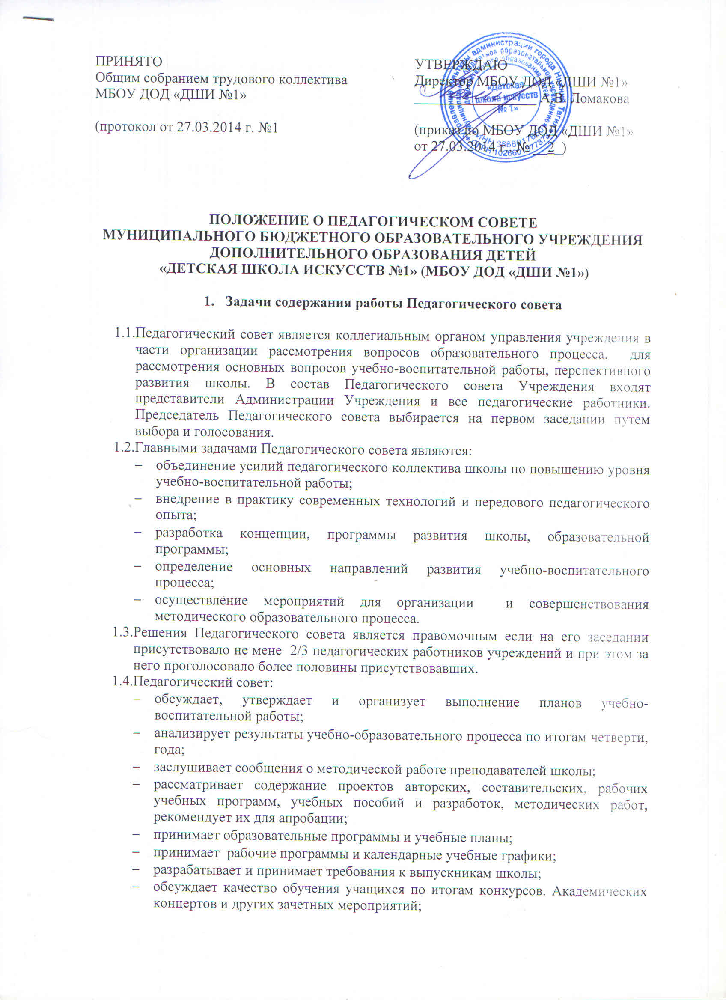 ПРИНЯТО
Общим собранием трудового коллектива
МБОУ ДОД «ДШИ №1»
(протокол от 27.03.2014 г. №1
УТВЕРЖДАЮ
Директор МБОУ ДОД «ДШИ №1»
А.В. Ломакова
(приказ по МБОУ ДОД «ДШИ №1»
от 27.03.2014 г., № __2_)
«Детская
школа искусств
№ 1»
ПОЛОЖЕНИЕ О ПЕДАГОГИЧЕСКОМ СОВЕТЕ
МУНИЦИПАЛЬНОГО БЮДЖЕТНОГО ОБРАЗОВАТЕЛЬНОГО УЧРЕЖДЕНИЯ
ДОПОЛНИТЕЛЬНОГО ОБРАЗОВАНИЯ ДЕТЕЙ
«ДЕТСКАЯ ШКОЛА ИСКУССТВ №1» (МБОУ ДОД «ДШИ №1»)
1. Задачи содержания работы Педагогического совета
1.1.Педагогический совет является коллегиальным органом управления учреждения в
части организации рассмотрения вопросов образовательного процесса, для
рассмотрения основных вопросов учебно-воспитательной работы, перспективного
развития школы. В состав Педагогического совета Учреждения входят
представители Администрации Учреждения и все педагогические работники.
Председатель Педагогического совета выбирается на первом заседании путем
выбора и голосования.
1.2.Главными задачами Педагогического совета являются:
– объединение усилий педагогического коллектива школы по повышению уровня
учебно-воспитательной работы;
– внедрение в практику современных технологий и передового педагогического
опыта;
– разработка концепции, программы развития школы, образовательной
программы;
– определение основных направлений развития учебно-воспитательного
процесса;
– осуществление мероприятий для организации и совершенствования
методического образовательного процесса.
1.3.Решения Педагогического совета является правомочным если на его заседании
присутствовало не мене 2/3 педагогических работников учреждений и при этом за
него проголосовало более половины присутствовавших.
1.4.Педагогический совет:
– обсуждает, утверждает и организует выполнение планов учебно-
воспитательной работы;
– анализирует результаты учебно-образовательного процесса по итогам четверти,
года;
– заслушивает сообщения о методической работе преподавателей школы;
– рассматривает содержание проектов авторских, составительских, рабочих
учебных программ, учебных пособий и разработок, методических работ,
рекомендует их для апробации;
– принимает образовательные программы и учебные планы;
– принимает рабочие программы и календарные учебные графики;
– разрабатывает и принимает требования к выпускникам школы;
– обсуждает качество обучения учащихся по итогам конкурсов. Академических
концертов и других зачетных мероприятий;